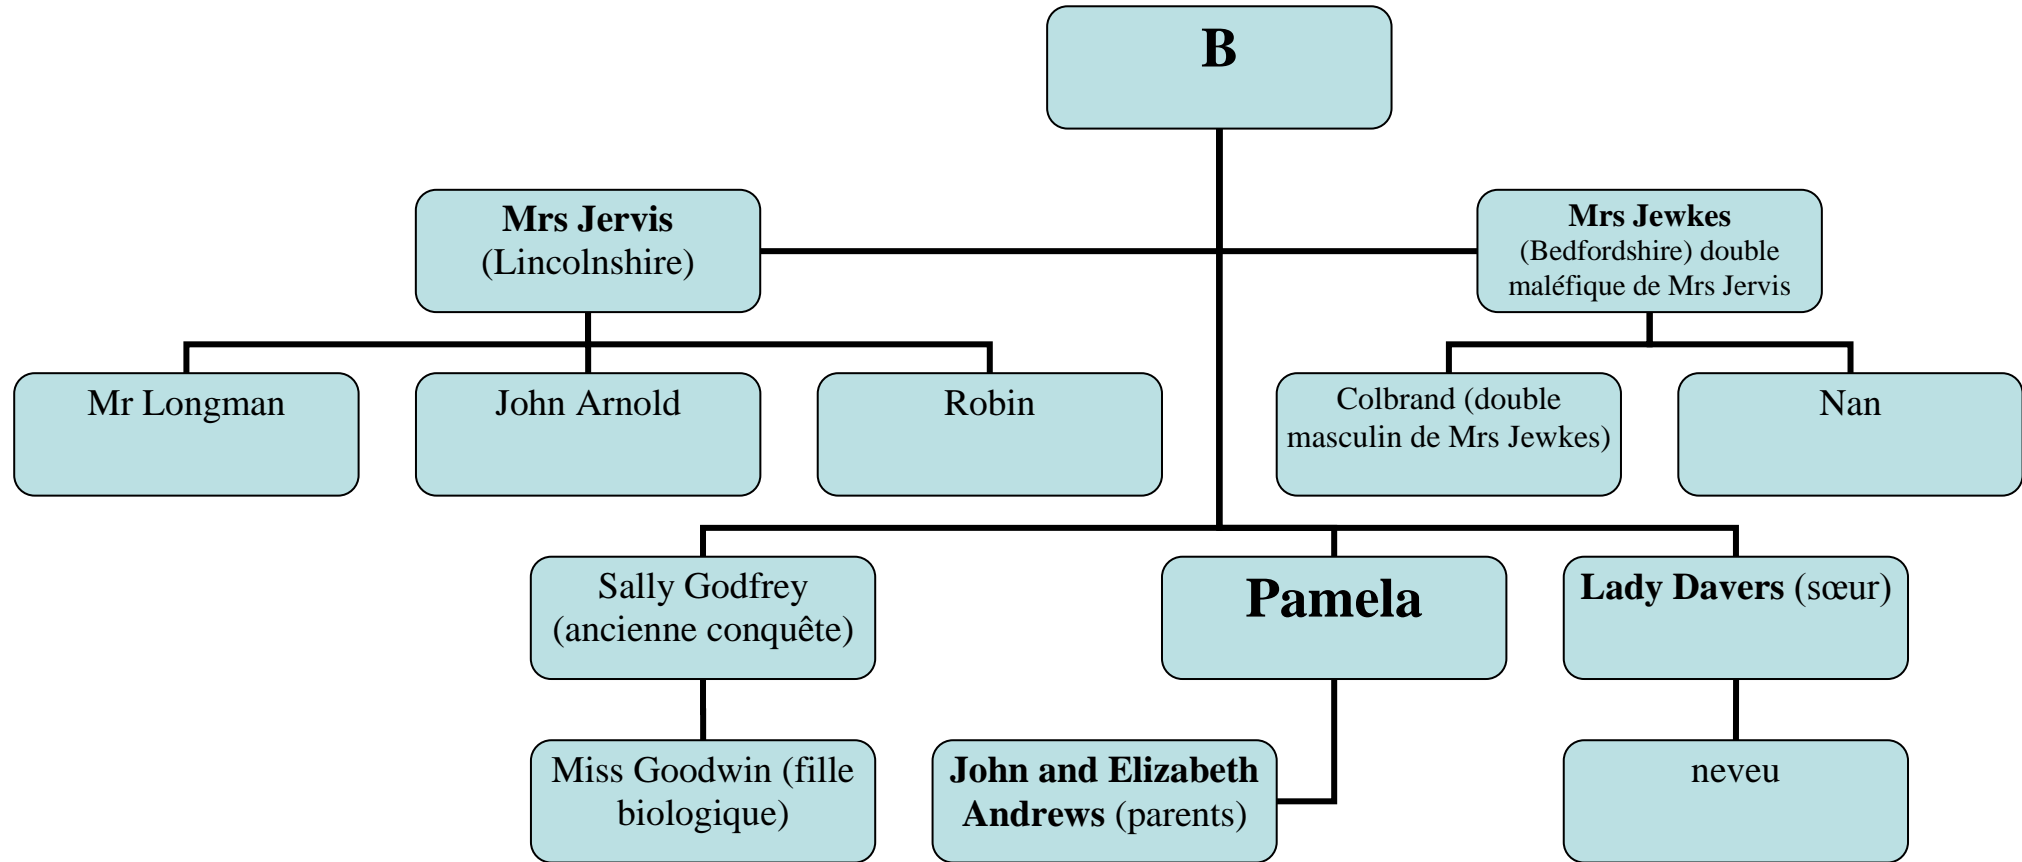 B
Mrs Jervis
(Lincolnshire)
Mrs Jewkes
(Bedfordshire) double
maléfique de Mrs Jervis
Mr Longman
John Arnold
Robin
Colbrand (double
masculin de Mrs Jewkes)
Nan
Sally Godfrey
(ancienne conquête)
Pamela
Lady Davers (sœur)
Miss Goodwin (fille
biologique)
John and Elizabeth
Andrews (parents)
neveu